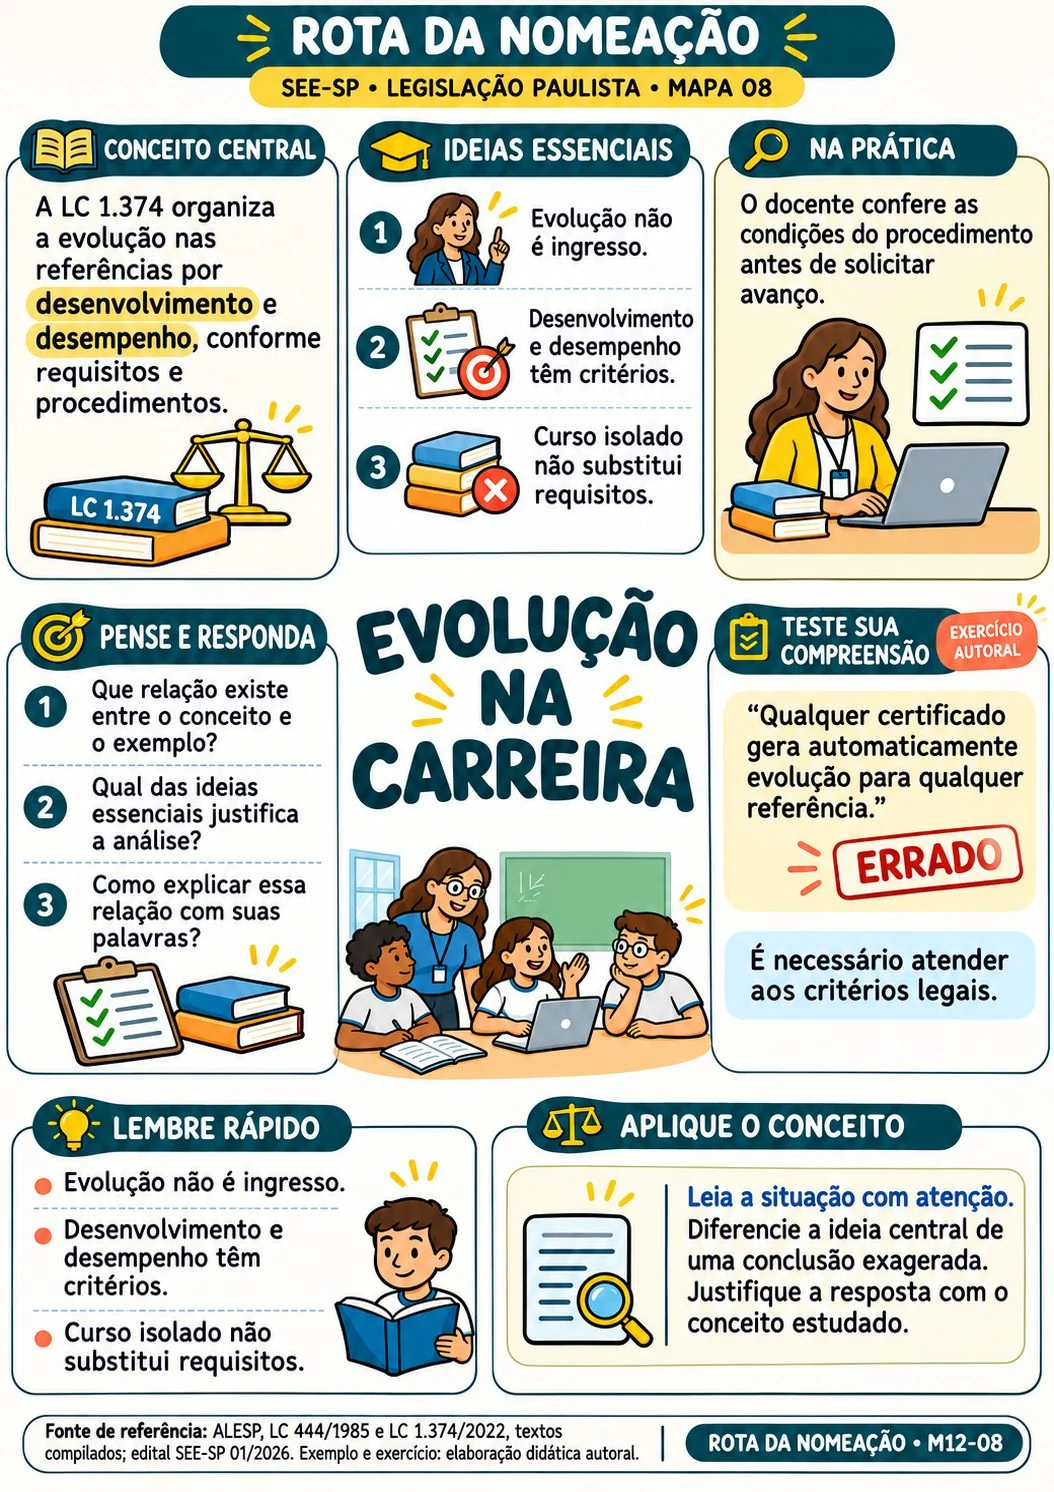 ROTA DA NOMEAÇÃO
SEE-SP • LEGISLAÇÃO PAULISTA • MAPA 08
CONCEITO CENTRAL
A LC 1.374 organiza
a evolução nas
referências por
desenvolvimento e
desempenho, conforme
requisitos e
procedimentos.
LC 1.374
IDEIAS ESSENCIAIS
1
Evolução não
é ingresso.
2
Desenvolvimento
e desempenho
têm critérios.
3
Curso isolado
não substitui
requisitos.
NA PRÁTICA
O docente confere as
condições do procedimento
antes de solicitar
avanço.
PENSE E RESPONDA
1
Que relação existe
entre o conceito e
o exemplo?
2
Qual das ideias
essenciais justifica
a análise?
3
Como explicar essa
relação com suas
palavras?
EVOLUÇÃO
NA
CARREIRA
TESTE SUA
COMPREENSÃO
EXERCÍCIO
AUTORAL
“Qualquer certificado
gera automaticamente
evolução para qualquer
referência.”
ERRADO
É necessário atender
aos critérios legais.
LEMBRE RÁPIDO
Evolução não é ingresso.
Desenvolvimento e
desempenho têm
critérios.
Curso isolado não
substitui requisitos.
APLIQUE O CONCEITO
Leia a situação com atenção.
Diferencie a ideia central de
uma conclusão exagerada.
Justifique a resposta com o
conceito estudado.
Fonte de referência: ALESP, LC 444/1985 e LC 1.374/2022, textos
compilados; edital SEE-SP 01/2026. Exemplo e exercício: elaboração didática autoral.
ROTA DA NOMEAÇÃO • M12-08